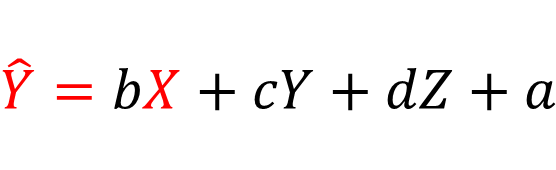 Ŷ = bX + cY + dZ + a